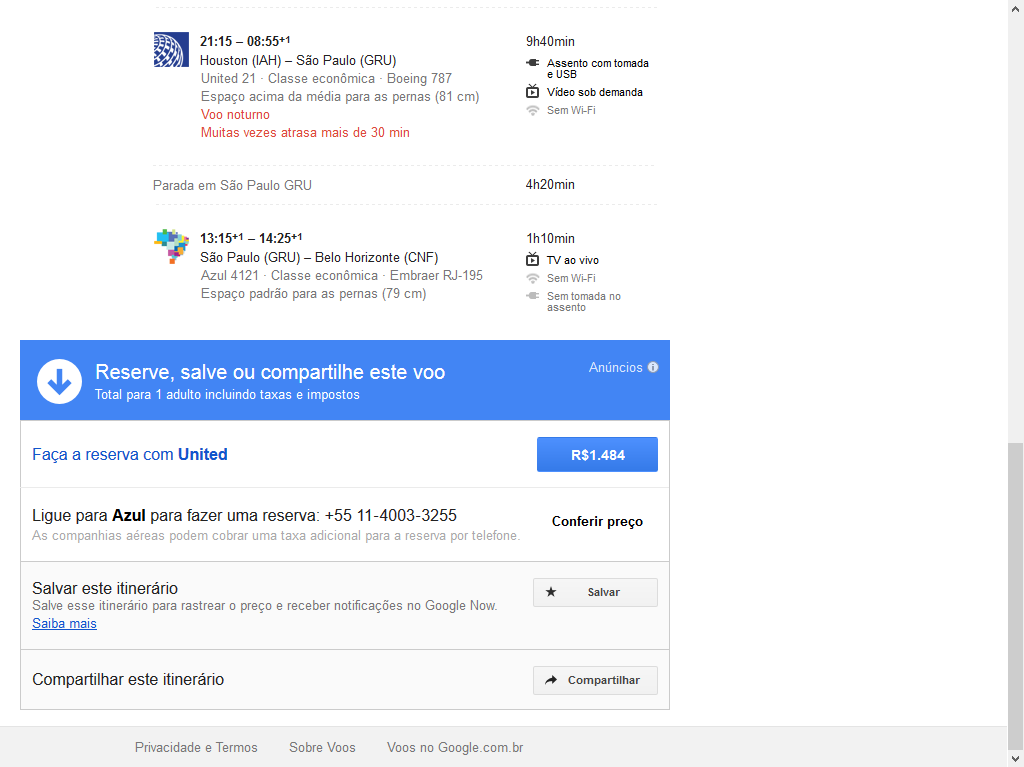 21:15 – 08:55+1
9h40min
Houston (IAH) – São Paulo (GRU)
Assento com tomada
e USB
United 21 · Classe econômica · Boeing 787
Vídeo sob demanda
Espaço acima da média para as pernas (81 cm)
Sem Wi-Fi
Voo noturno
Muitas vezes atrasa mais de 30 min
Parada em São Paulo GRU
4h20min
13:15+1 – 14:25+1
1h10min
São Paulo (GRU) – Belo Horizonte (CNF)
TV ao vivo
Azul 4121 · Classe econômica · Embraer RJ-195
Sem Wi-Fi
Espaço padrão para as pernas (79 cm)
Sem tomada no
assento
Reserve, salve ou compartilhe este voo
Anúncios
Total para 1 adulto incluindo taxas e impostos
Faça a reserva com United
R$1.484
Ligue para Azul para fazer uma reserva: +55 11-4003-3255
Conferir preço
As companhias aéreas podem cobrar uma taxa adicional para a reserva por telefone.
Salvar este itinerário
Salvar
Salve esse itinerário para rastrear o preço e receber notificações no Google Now.
Saiba mais
Compartilhar este itinerário
Compartilhar
Privacidade e Termos
Sobre Voos
Voos no Google.com.br